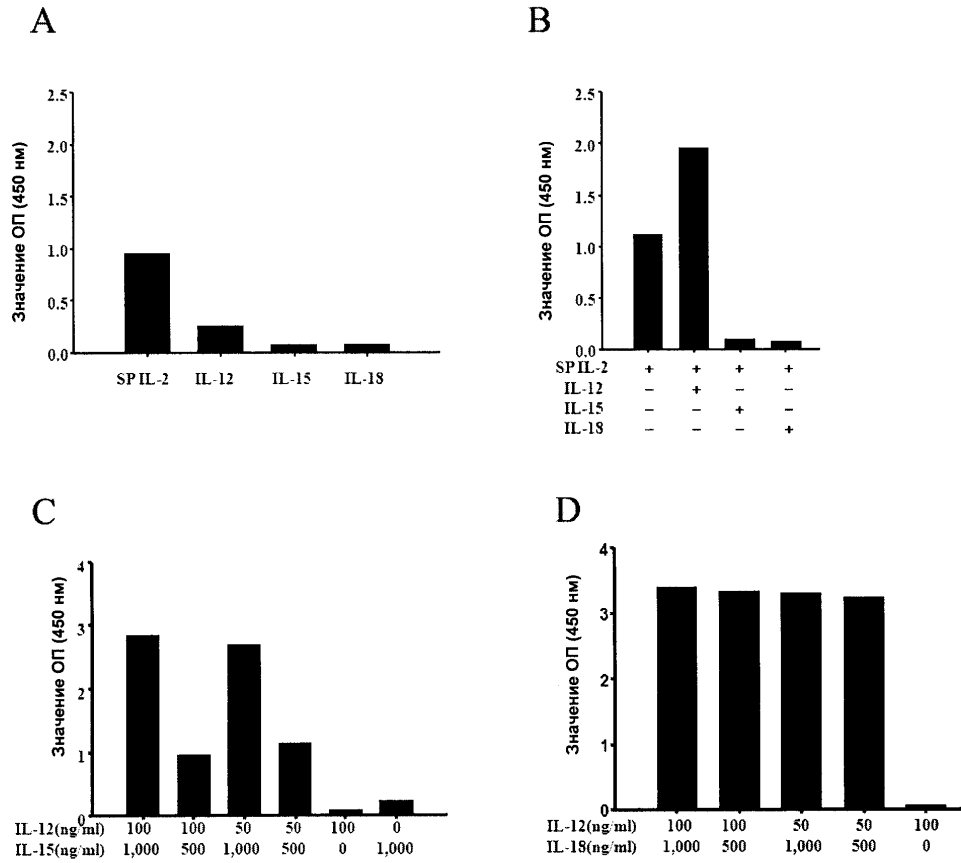 A
Значение ОП (450 нм)
2.5
2.0
1.5
1.0
0.5
0.0
SP IL-2 IL-12 IL-15 IL-18
B
Значение ОП (450 нм)
2.5
2.0
1.5
1.0
0.5
0.0
SP IL-2 + + + +
IL-12 – + – –
IL-15 – – + –
IL-18 – – – +
C
Значение ОП (450 нм)
4
3
2
1
0
IL-12(ng/ml) 100 100 50 50 100 0
IL-15(ng/ml) 1,000 500 1,000 500 0 1,000
D
Значение ОП (450 нм)
4
3
2
1
0
IL-12(ng/ml) 100 100 50 50 100
IL-18(ng/ml) 1,000 500 1,000 500 0